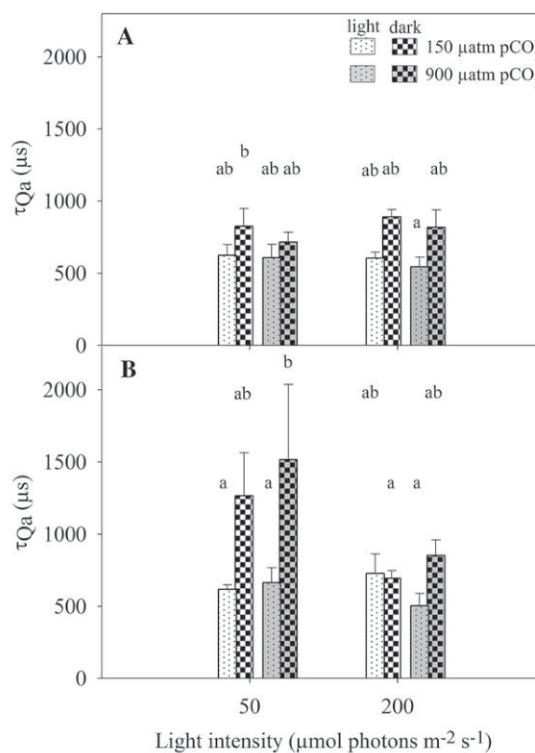 light dark
A
150 µatm pCO
900 µatm pCO
2000
1500
1000
500
0
τQa (µs)
ab b ab ab ab ab a ab
B
2000
1500
1000
500
0
τQa (µs)
a ab a b ab a a ab
50 200
Light intensity (µmol photons m-2 s-1)